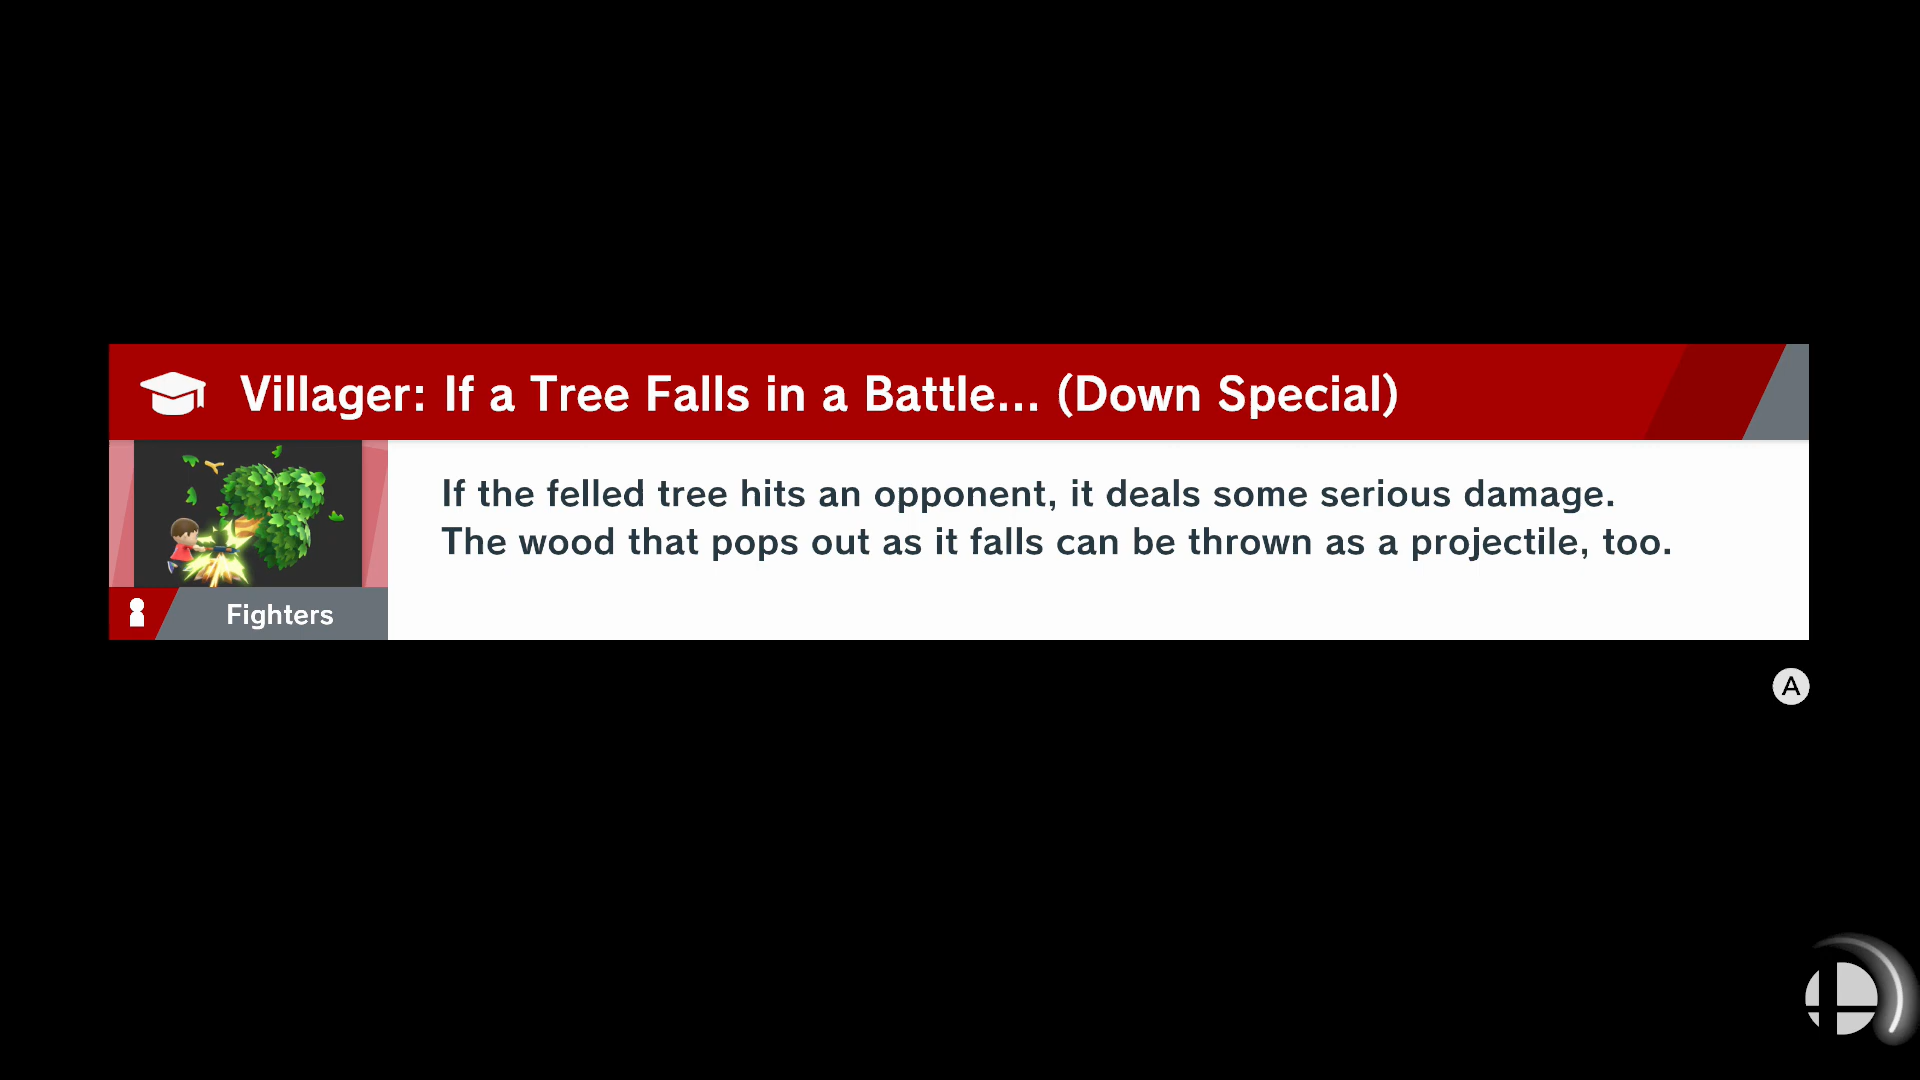 Villager: If a Tree Falls in a Battle... (Down Special)
If the felled tree hits an opponent, it deals some serious damage.
The wood that pops out as it falls can be thrown as a projectile, too.
Fighters
A